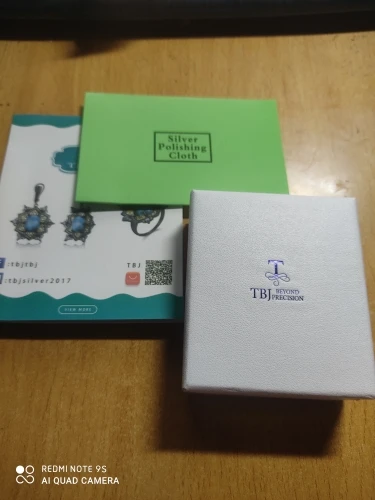 Silver
Polishing
Cloth
:tbjtbj
TBJ
:tbjsilver2017
VIEW MORE
T
TBJ BEYOND
PRECISION
REDMI NOTE 9S
AI QUAD CAMERA